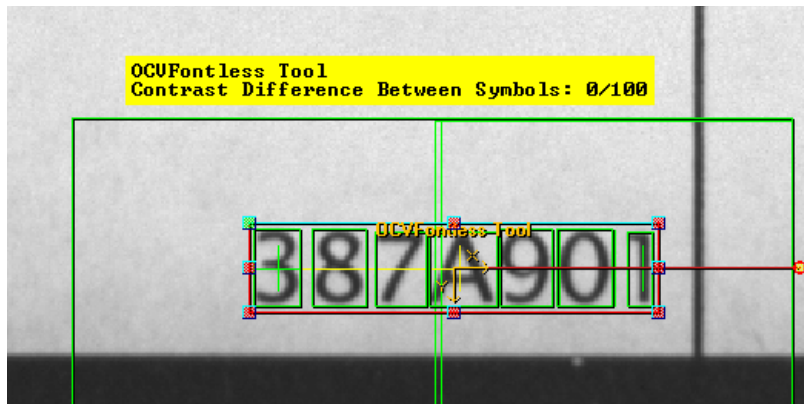 OCVFontless Tool
Contrast Difference Between Symbols: 0/100
OCVFontless Tool
387A901
X
Y